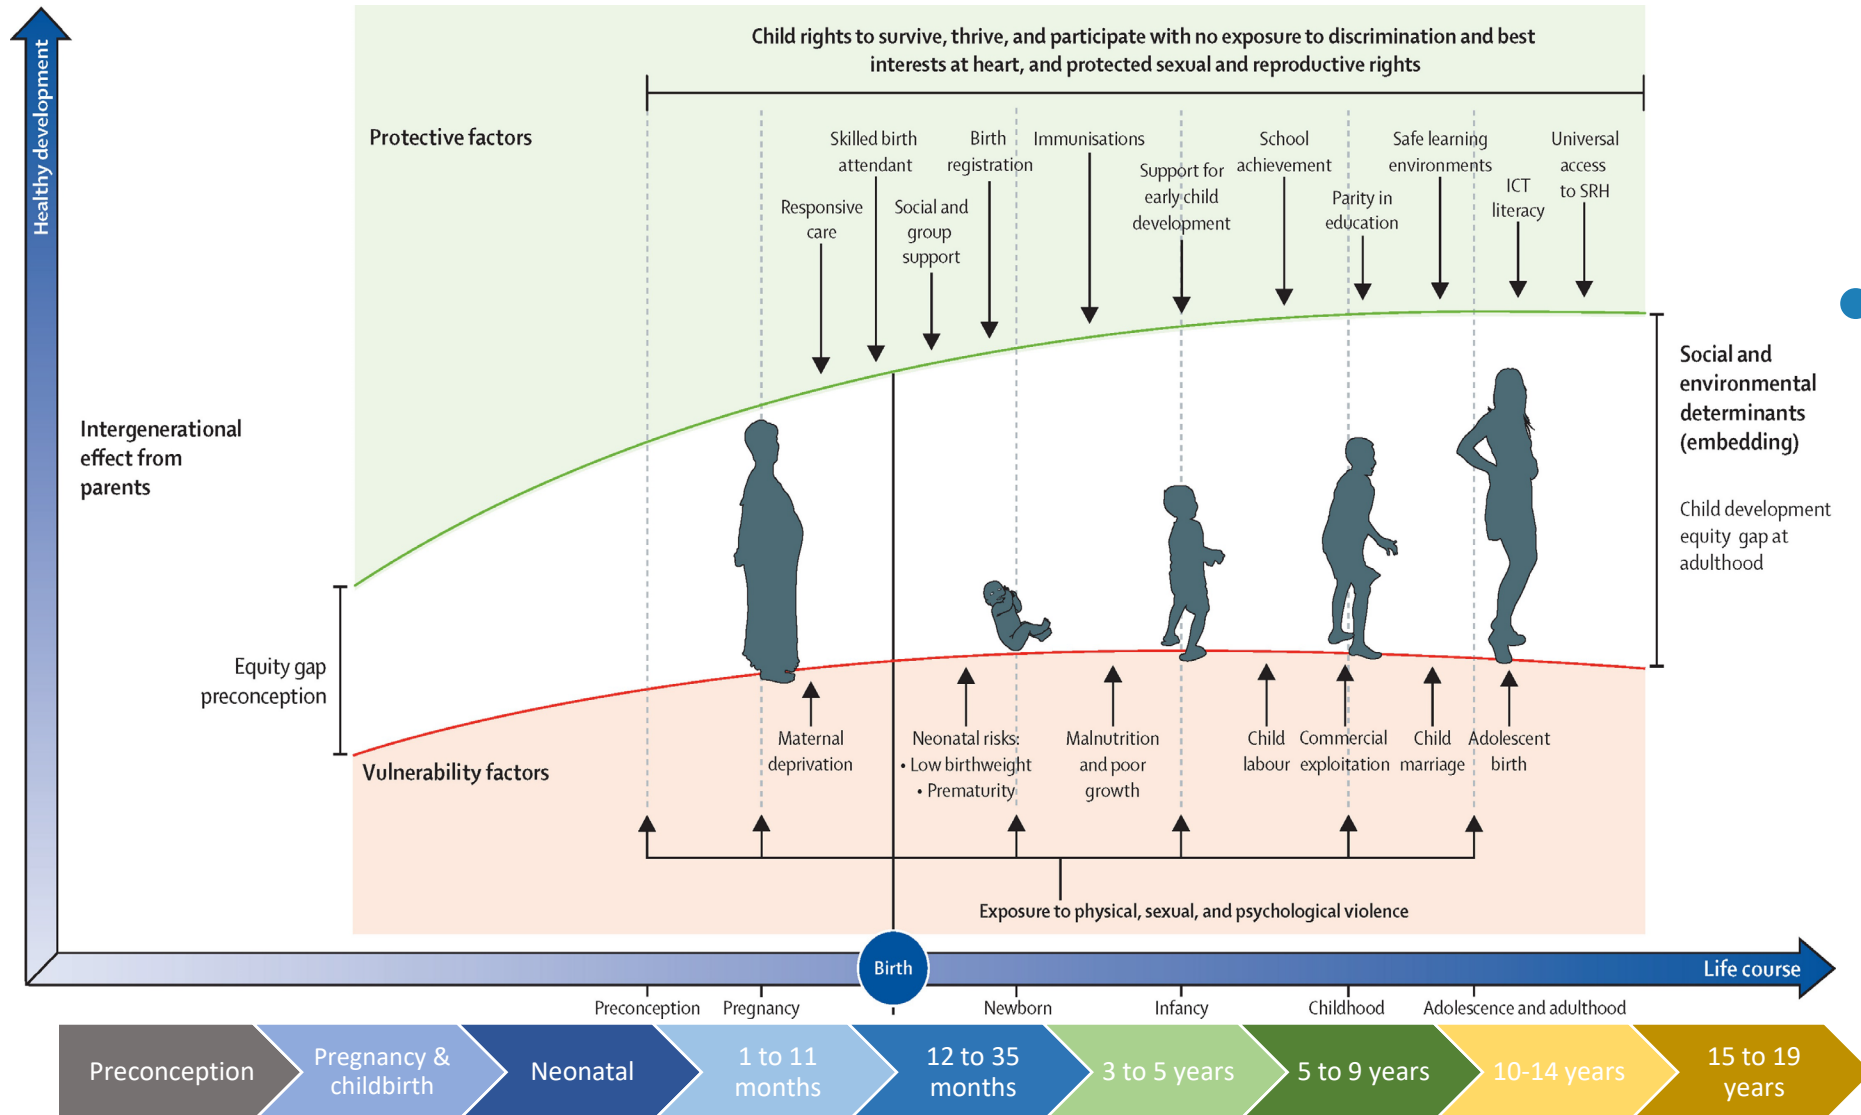 Healthy development
Child rights to survive, thrive, and participate with no exposure to discrimination and best
interests at heart, and protected sexual and reproductive rights
Protective factors
Responsive
care
Skilled birth
attendant
Social and
group
support
Birth
registration
Immunisations
Support for
early child
development
School
achievement
Parity in
education
Safe learning
environments
ICT
literacy
Universal
access
to SRH
Intergenerational
effect from
parents
Social and
environmental
determinants
(embedding)
Child development
equity gap at
adulthood
Equity gap
preconception
Vulnerability factors
Maternal
deprivation
Neonatal risks:
• Low birthweight
• Prematurity
Malnutrition
and poor
growth
Child
labour
Commercial
exploitation
Child
marriage
Adolescent
birth
Exposure to physical, sexual, and psychological violence
Birth
Life course
Preconception
Pregnancy
Newborn
Infancy
Childhood
Adolescence and adulthood
Preconception
Pregnancy &
childbirth
Neonatal
1 to 11
months
12 to 35
months
3 to 5 years
5 to 9 years
10-14 years
15 to 19
years